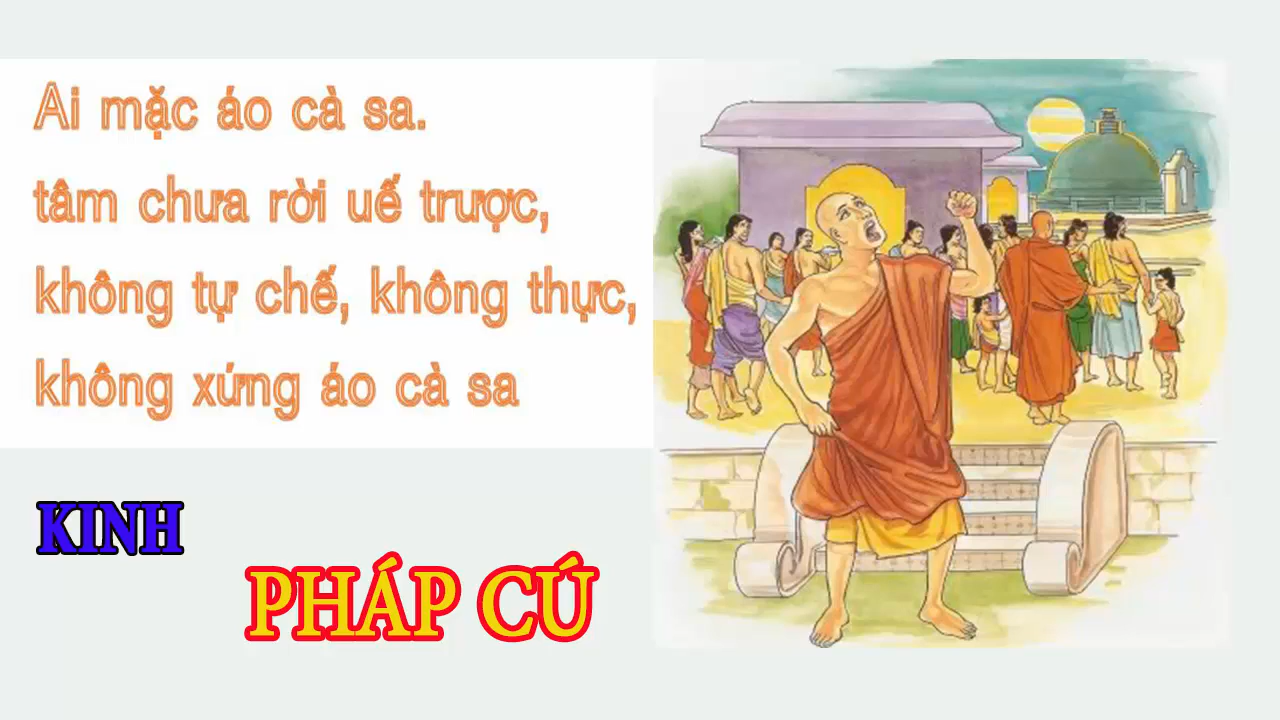 Ai mặc áo cà sa.
tâm chưa rời uế trược,
không tự chế, không thực,
không xứng áo cà sa
KINH
PHÁP CÚ